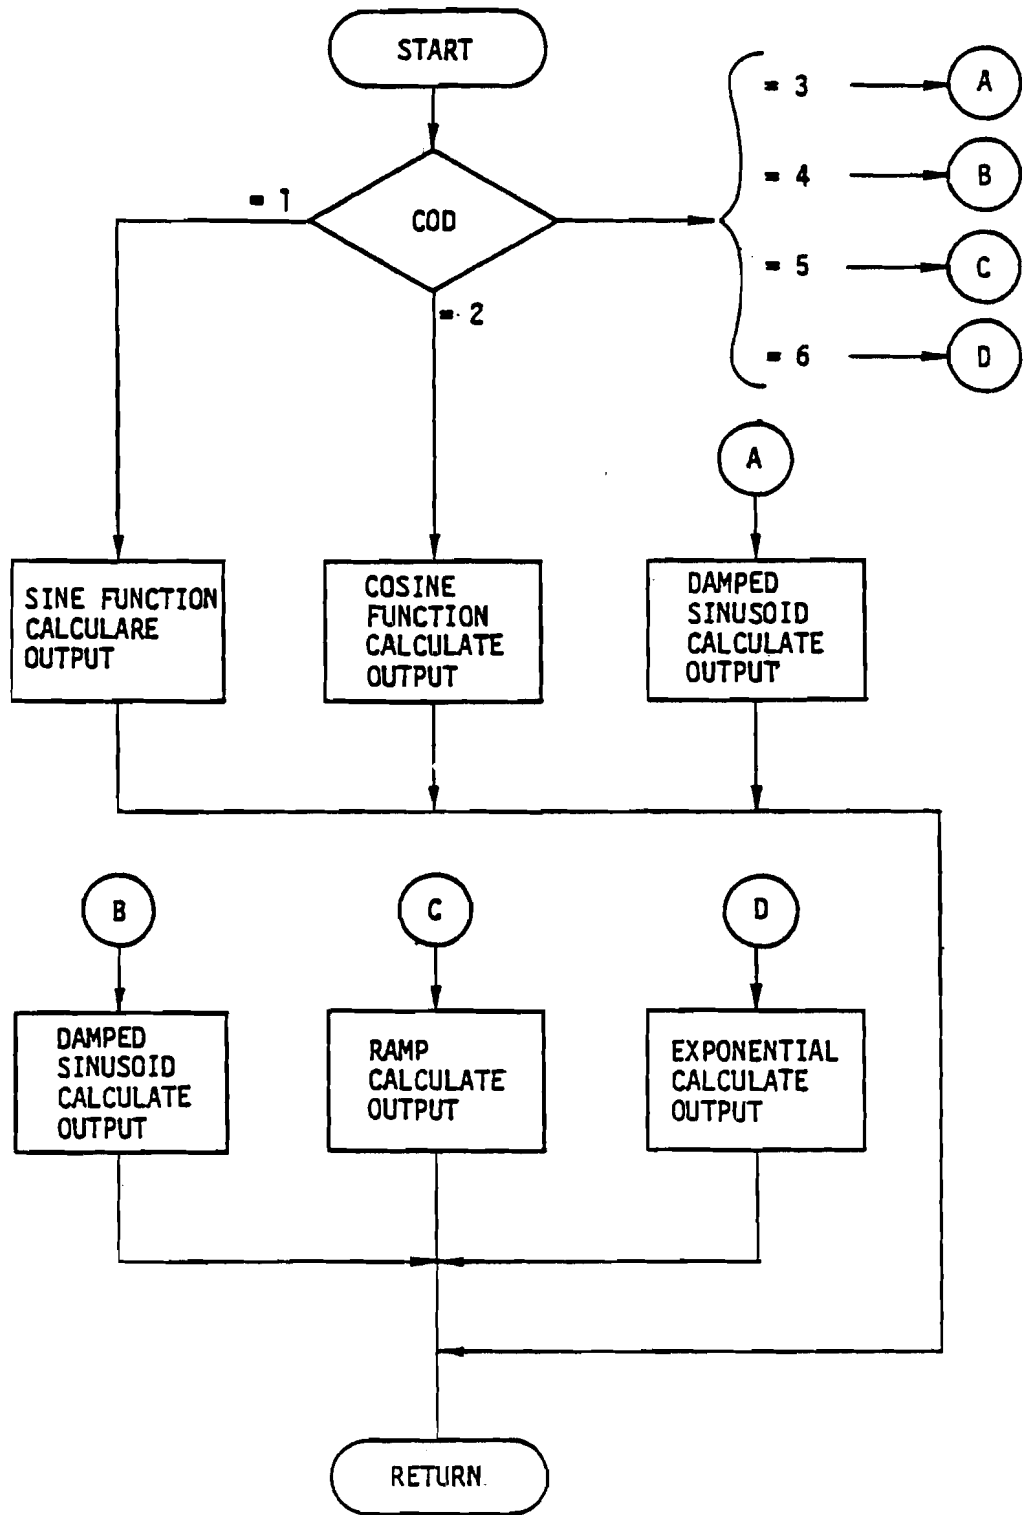 START
= 3
A
= 4
B
= 5
C
= 6
D
= 1
COD
= 2
A
SINE FUNCTION
CALCULARE
OUTPUT
COSINE
FUNCTION
CALCULATE
OUTPUT
DAMPED
SINUSOID
CALCULATE
OUTPUT
B
C
D
DAMPED
SINUSOID
CALCULATE
OUTPUT
RAMP
CALCULATE
OUTPUT
EXPONENTIAL
CALCULATE
OUTPUT
RETURN